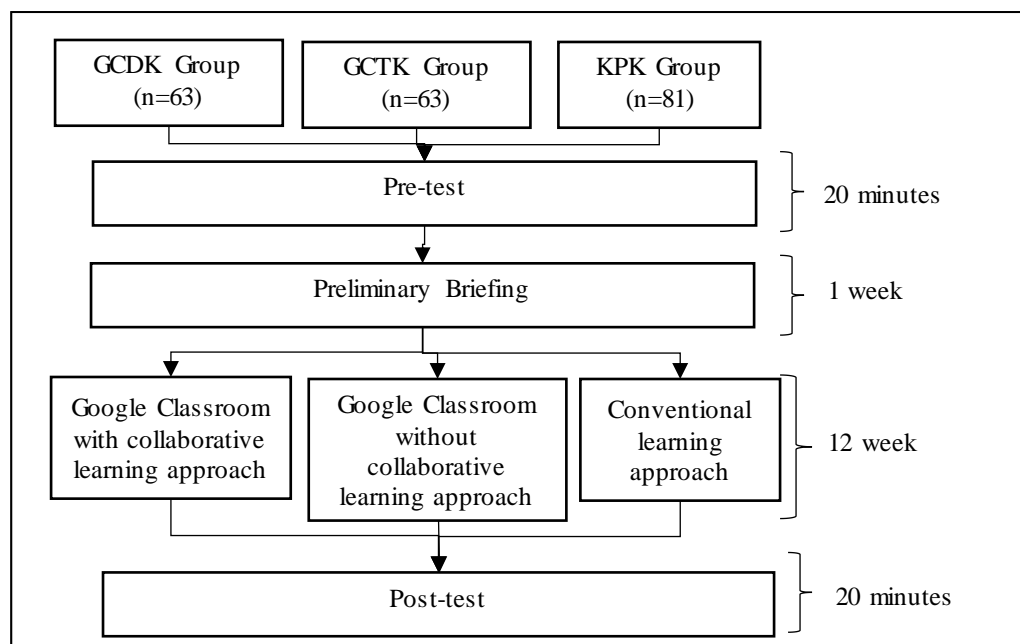 GCDK Group
(n=63)
GCTK Group
(n=63)
KPK Group
(n=81)
Pre-test
20 minutes
Preliminary Briefing
1 week
Google Classroom
with collaborative
learning approach
Google Classroom
without
collaborative
learning approach
Conventional
learning
approach
12 week
Post-test
20 minutes